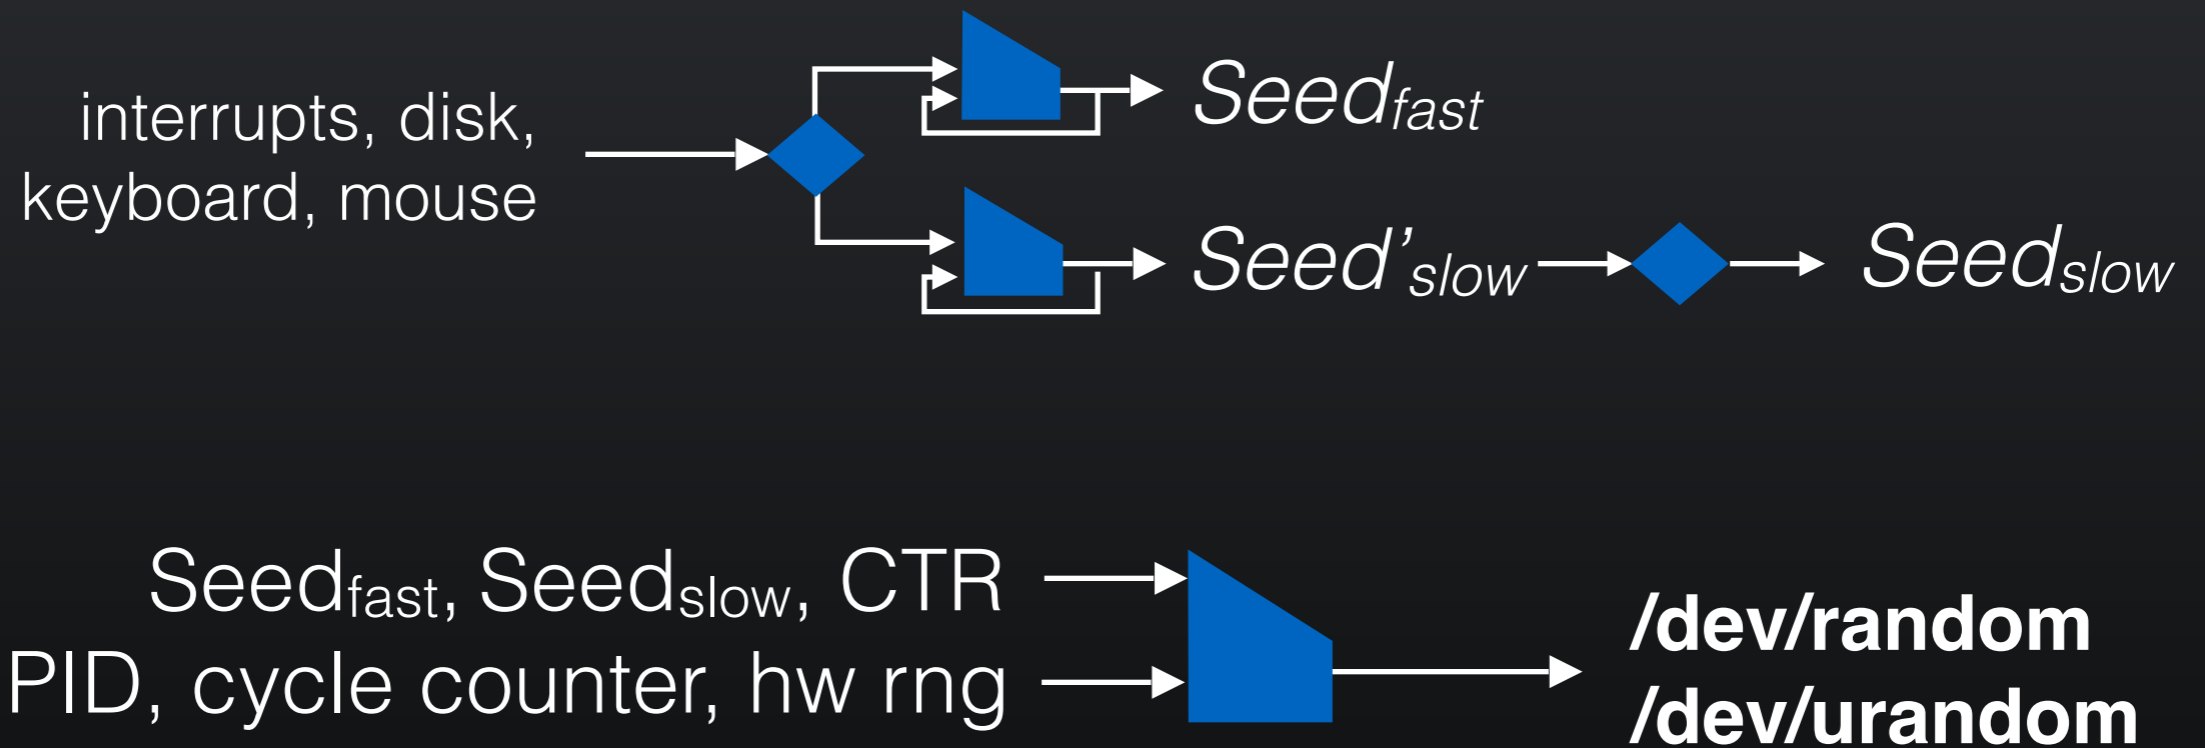 interrupts, disk,
keyboard, mouse
Seedfast
Seed’slow
Seedslow
Seedfast, Seedslow, CTR
PID, cycle counter, hw rng
/dev/random
/dev/urandom